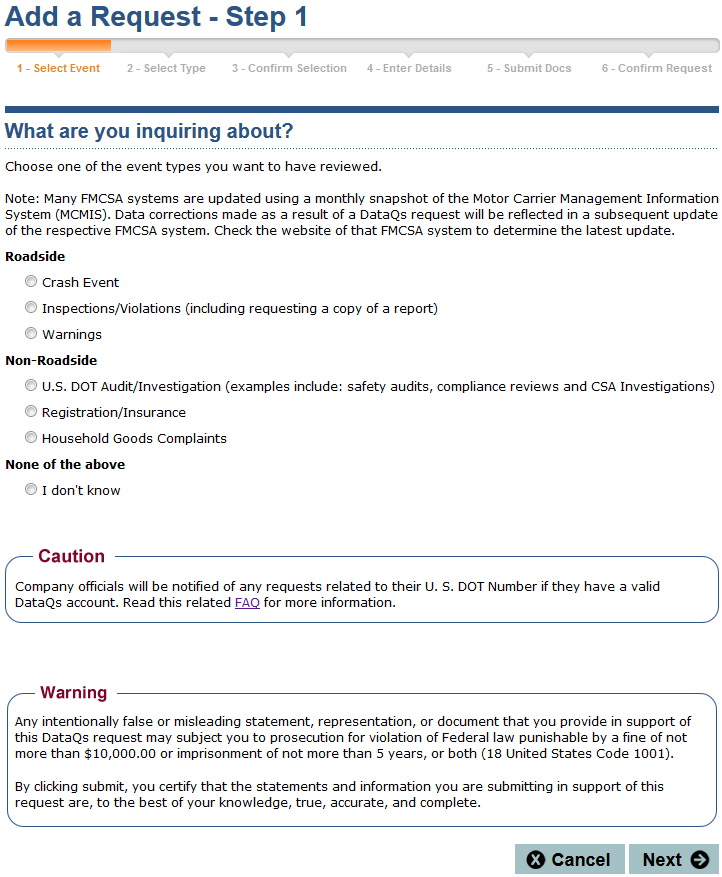 Add a Request - Step 1
1 - Select Event 2 - Select Type 3 - Confirm Selection 4 - Enter Details 5 - Submit Docs 6 - Confirm Request
What are you inquiring about?
Choose one of the event types you want to have reviewed.
Note: Many FMCSA systems are updated using a monthly snapshot of the Motor Carrier Management Information
System (MCMIS). Data corrections made as a result of a DataQs request will be reflected in a subsequent update
of the respective FMCSA system. Check the website of that FMCSA system to determine the latest update.
Roadside
Crash Event
Inspections/Violations (including requesting a copy of a report)
Warnings
Non-Roadside
U.S. DOT Audit/Investigation (examples include: safety audits, compliance reviews and CSA Investigations)
Registration/Insurance
Household Goods Complaints
None of the above
I don't know
Caution
Company officials will be notified of any requests related to their U. S. DOT Number if they have a valid
DataQs account. Read this related FAQ for more information.
Warning
Any intentionally false or misleading statement, representation, or document that you provide in support of
this DataQs request may subject you to prosecution for violation of Federal law punishable by a fine of not
more than $10,000.00 or imprisonment of not more than 5 years, or both (18 United States Code 1001).
By clicking submit, you certify that the statements and information you are submitting in support of this
request are, to the best of your knowledge, true, accurate, and complete.
Cancel Next